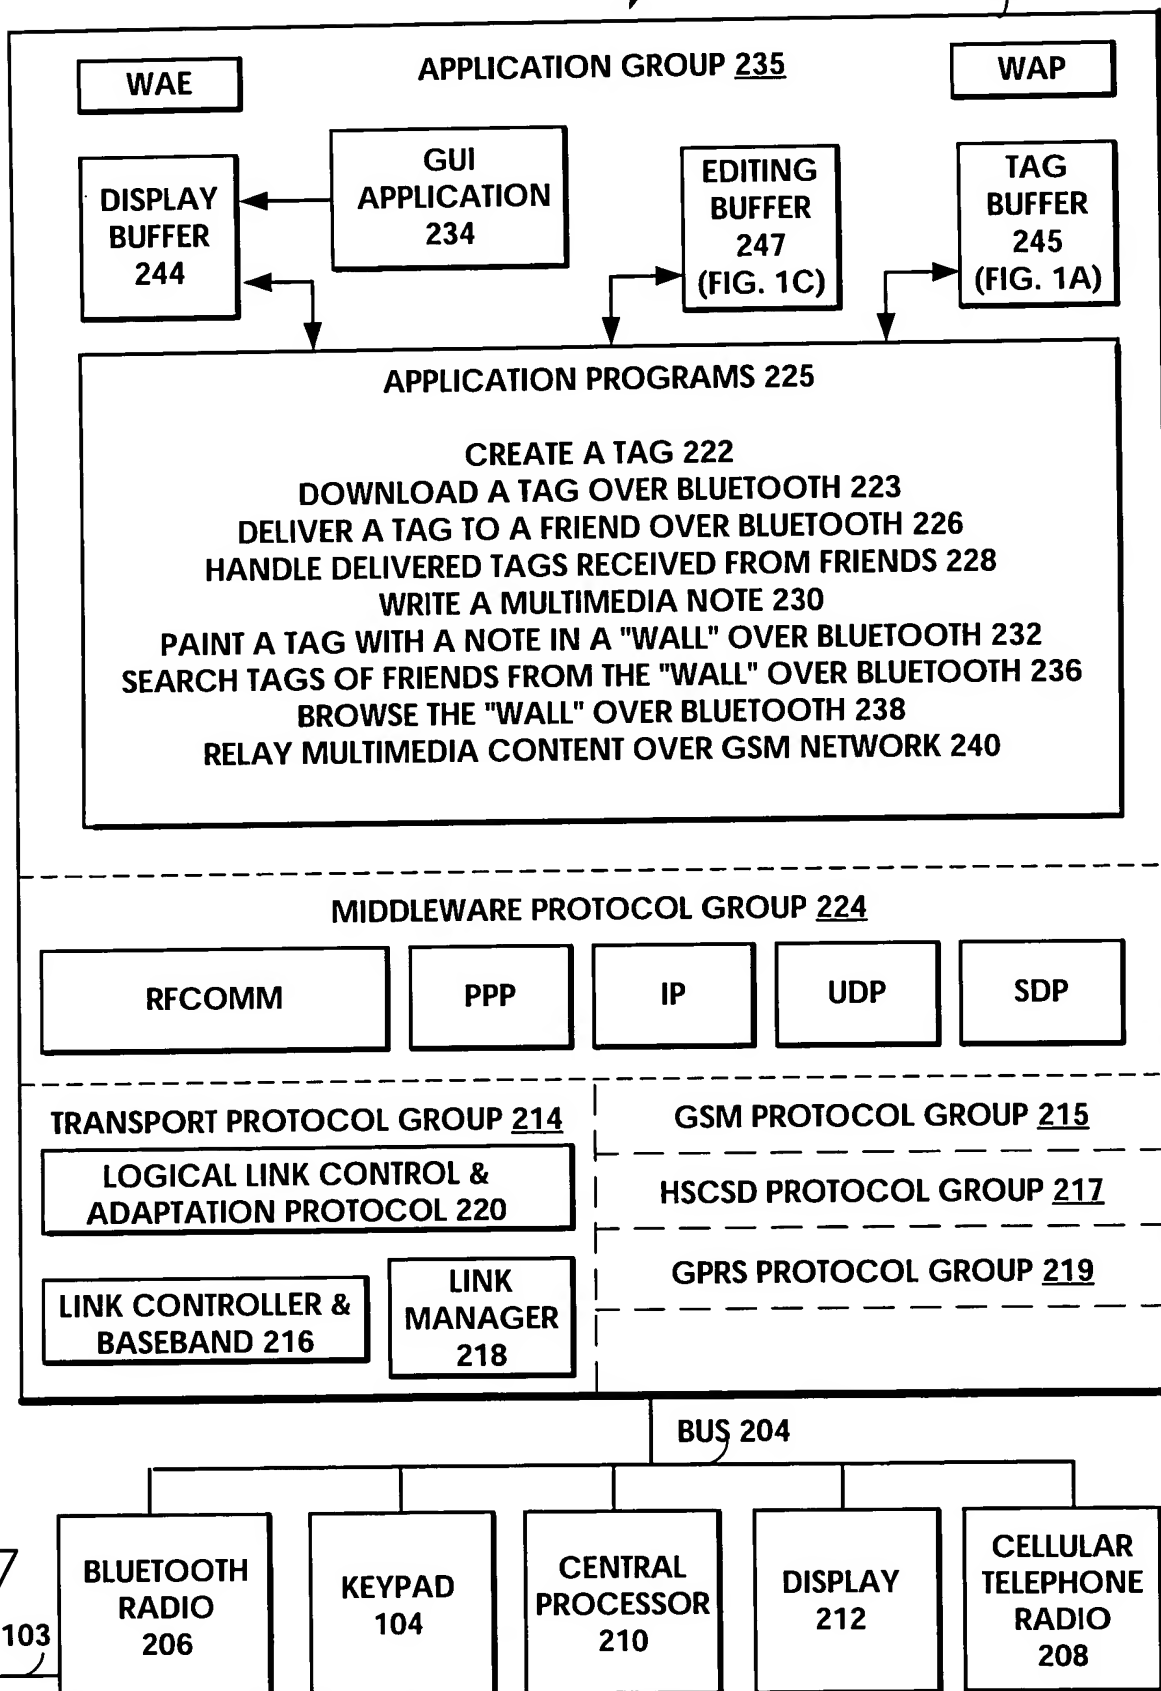 APPLICATION GROUP 235
WAE
WAP
DISPLAY
BUFFER
244
GUI
APPLICATION
234
EDITING
BUFFER
247
(FIG. 1C)
TAG
BUFFER
245
(FIG. 1A)
APPLICATION PROGRAMS 225
CREATE A TAG 222
DOWNLOAD A TAG OVER BLUETOOTH 223
DELIVER A TAG TO A FRIEND OVER BLUETOOTH 226
HANDLE DELIVERED TAGS RECEIVED FROM FRIENDS 228
WRITE A MULTIMEDIA NOTE 230
PAINT A TAG WITH A NOTE IN A "WALL" OVER BLUETOOTH 232
SEARCH TAGS OF FRIENDS FROM THE "WALL" OVER BLUETOOTH 236
BROWSE THE "WALL" OVER BLUETOOTH 238
RELAY MULTIMEDIA CONTENT OVER GSM NETWORK 240
MIDDLEWARE PROTOCOL GROUP 224
RFCOMM
PPP
IP
UDP
SDP
TRANSPORT PROTOCOL GROUP 214
LOGICAL LINK CONTROL &
ADAPTATION PROTOCOL 220
LINK CONTROLLER &
BASEBAND 216
LINK
MANAGER
218
GSM PROTOCOL GROUP 215
HSCSD PROTOCOL GROUP 217
GPRS PROTOCOL GROUP 219
BUS 204
103
BLUETOOTH
RADIO
206
KEYPAD
104
CENTRAL
PROCESSOR
210
DISPLAY
212
CELLULAR
TELEPHONE
RADIO
208